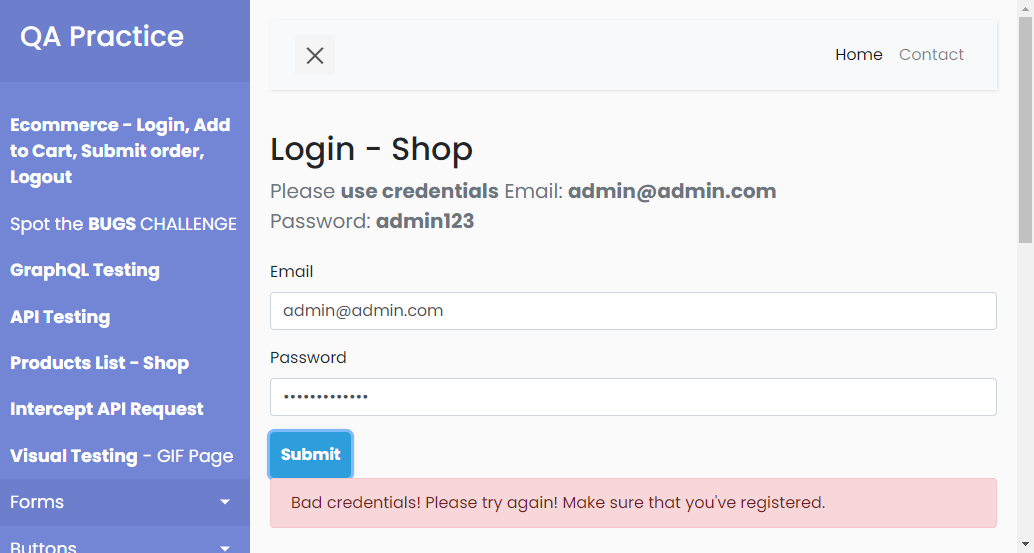 QA Practice
Ecommerce - Login, Add
to Cart, Submit order,
Logout
Spot the BUGS CHALLENGE
GraphQL Testing
API Testing
Products List - Shop
Intercept API Request
Visual Testing - GIF Page
Forms
Buttons
Home Contact
Login - Shop
Please use credentials Email: admin@admin.com
Password: admin123
Email
admin@admin.com
Password
•••••••••••••
Submit
Bad credentials! Please try again! Make sure that you've registered.